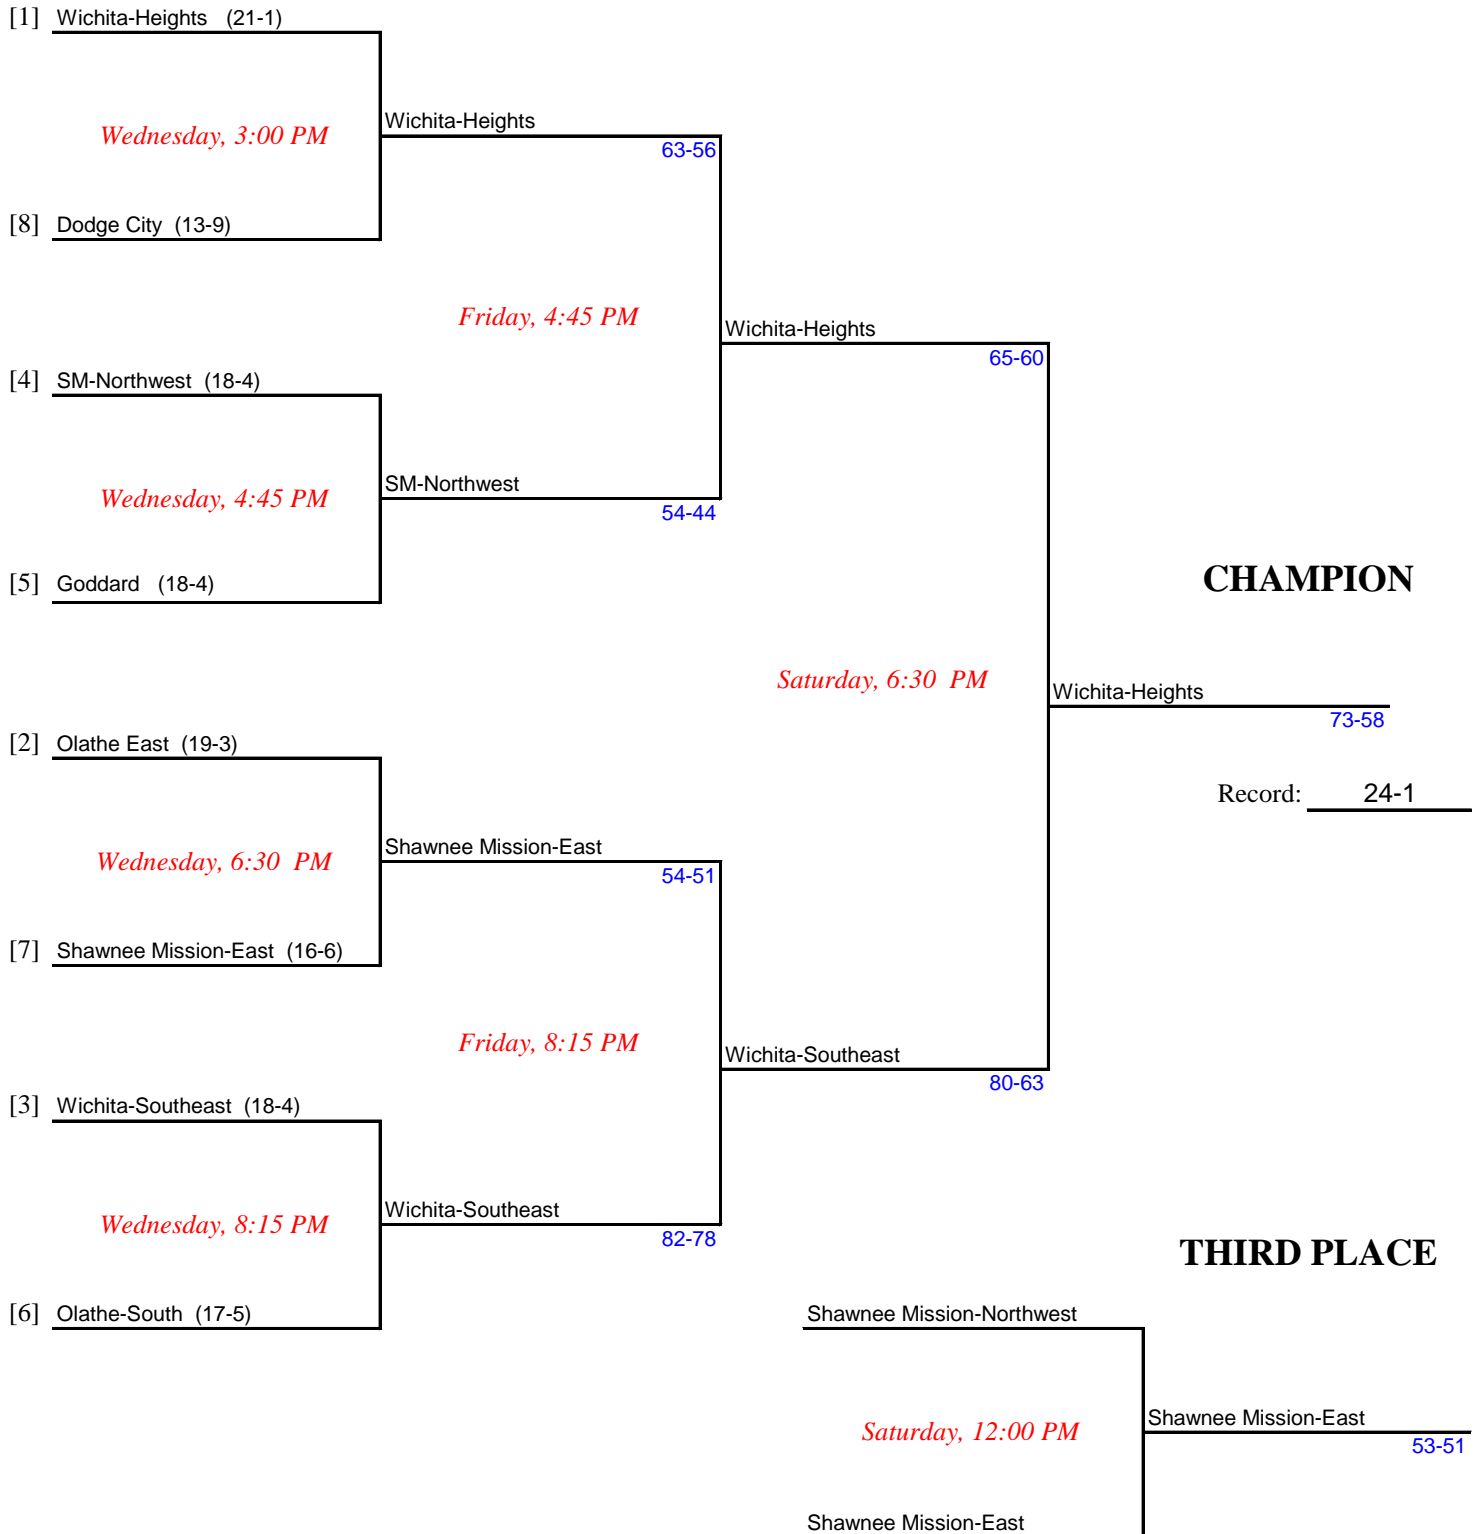 [1] Wichita-Heights (21-1)
Wednesday, 3:00 PM
Wichita-Heights
63-56
[8] Dodge City (13-9)
Friday, 4:45 PM
Wichita-Heights
65-60
[4] SM-Northwest (18-4)
Wednesday, 4:45 PM
SM-Northwest
54-44
[5] Goddard (18-4)
CHAMPION
Saturday, 6:30 PM
Wichita-Heights
73-58
Record: 24-1
[2] Olathe East (19-3)
Wednesday, 6:30 PM
Shawnee Mission-East
54-51
[7] Shawnee Mission-East (16-6)
Friday, 8:15 PM
Wichita-Southeast
80-63
[3] Wichita-Southeast (18-4)
Wednesday, 8:15 PM
Wichita-Southeast
82-78
[6] Olathe-South (17-5)
THIRD PLACE
Shawnee Mission-Northwest
Saturday, 12:00 PM
Shawnee Mission-East
53-51
Shawnee Mission-East